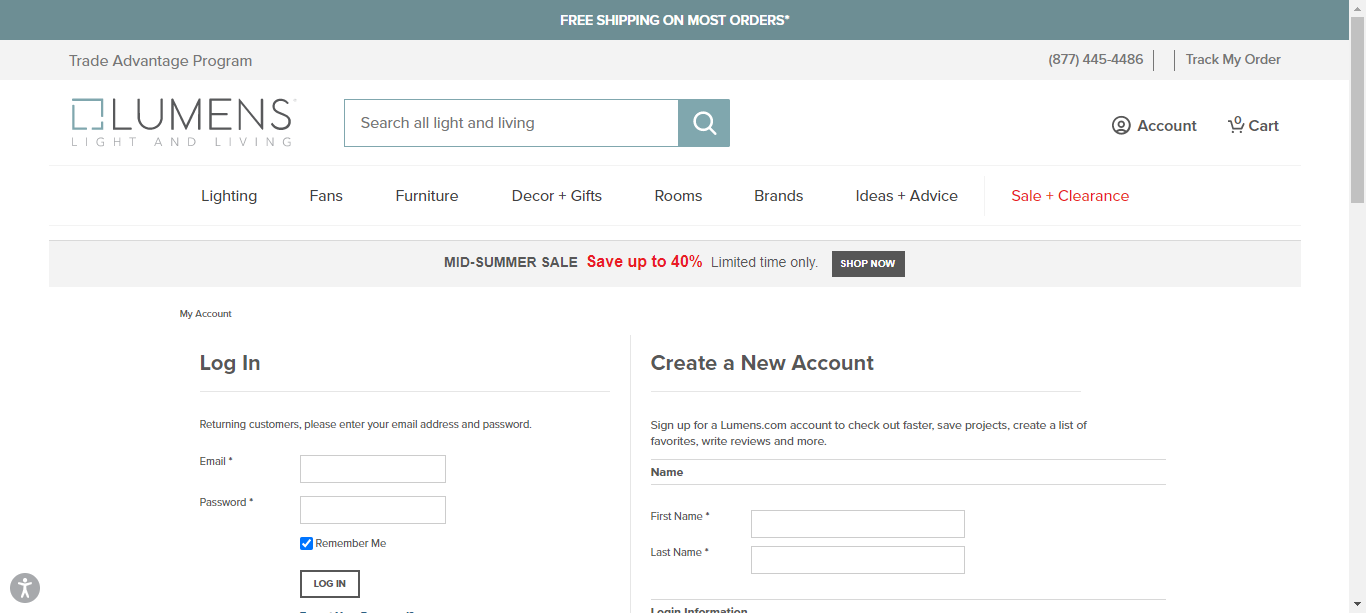 FREE SHIPPING ON MOST ORDERS*
Trade Advantage Program
(877) 445-4486
Track My Order
LUMENS
LIGHT AND LIVING
Search all light and living
Account
0
Cart
Lighting
Fans
Furniture
Decor + Gifts
Rooms
Brands
Ideas + Advice
Sale + Clearance
MID-SUMMER SALE Save up to 40% Limited time only. SHOP NOW
My Account
Log In
Returning customers, please enter your email address and password.
Email *
Password *
Remember Me
LOG IN
Create a New Account
Sign up for a Lumens.com account to check out faster, save projects, create a list of
favorites, write reviews and more.
Name
First Name *
Last Name *
Login Information